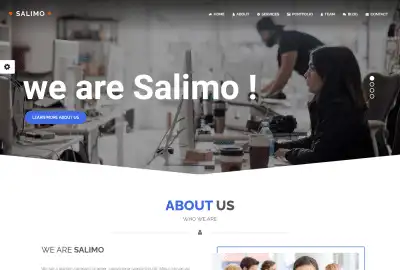 SALIMO
HOME ABOUT SERVICES PORTFOLIO TEAM BLOG CONTACT
we are Salimo !
LEARN MORE ABOUT US
ABOUT US
WHO WE ARE
WE ARE SALIMO